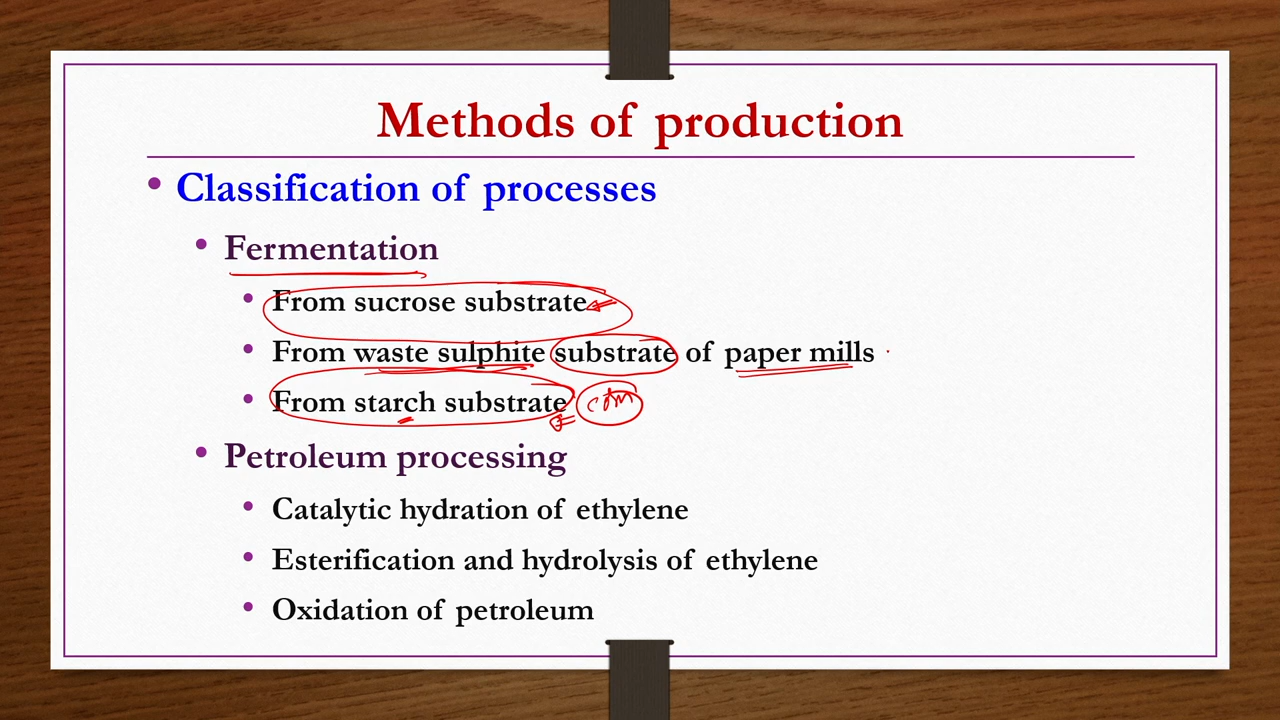 Methods of production
• Classification of processes
• Fermentation
• From sucrose substrate
• From waste sulphite substrate of paper mills
• From starch substrate
• Petroleum processing
• Catalytic hydration of ethylene
• Esterification and hydrolysis of ethylene
• Oxidation of petroleum